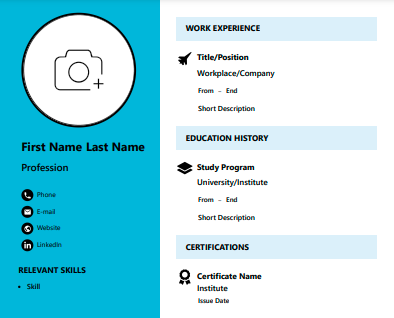 First Name Last Name
Profession
Phone
E-mail
Website
Linkedin
RELEVANT SKILLS
• Skill
WORK EXPERIENCE
Title/Position
Workplace/Company
From - End
Short Description
EDUCATION HISTORY
Study Program
University/Institute
From - End
Short Description
CERTIFICATIONS
Certificate Name
Institute
Issue Date